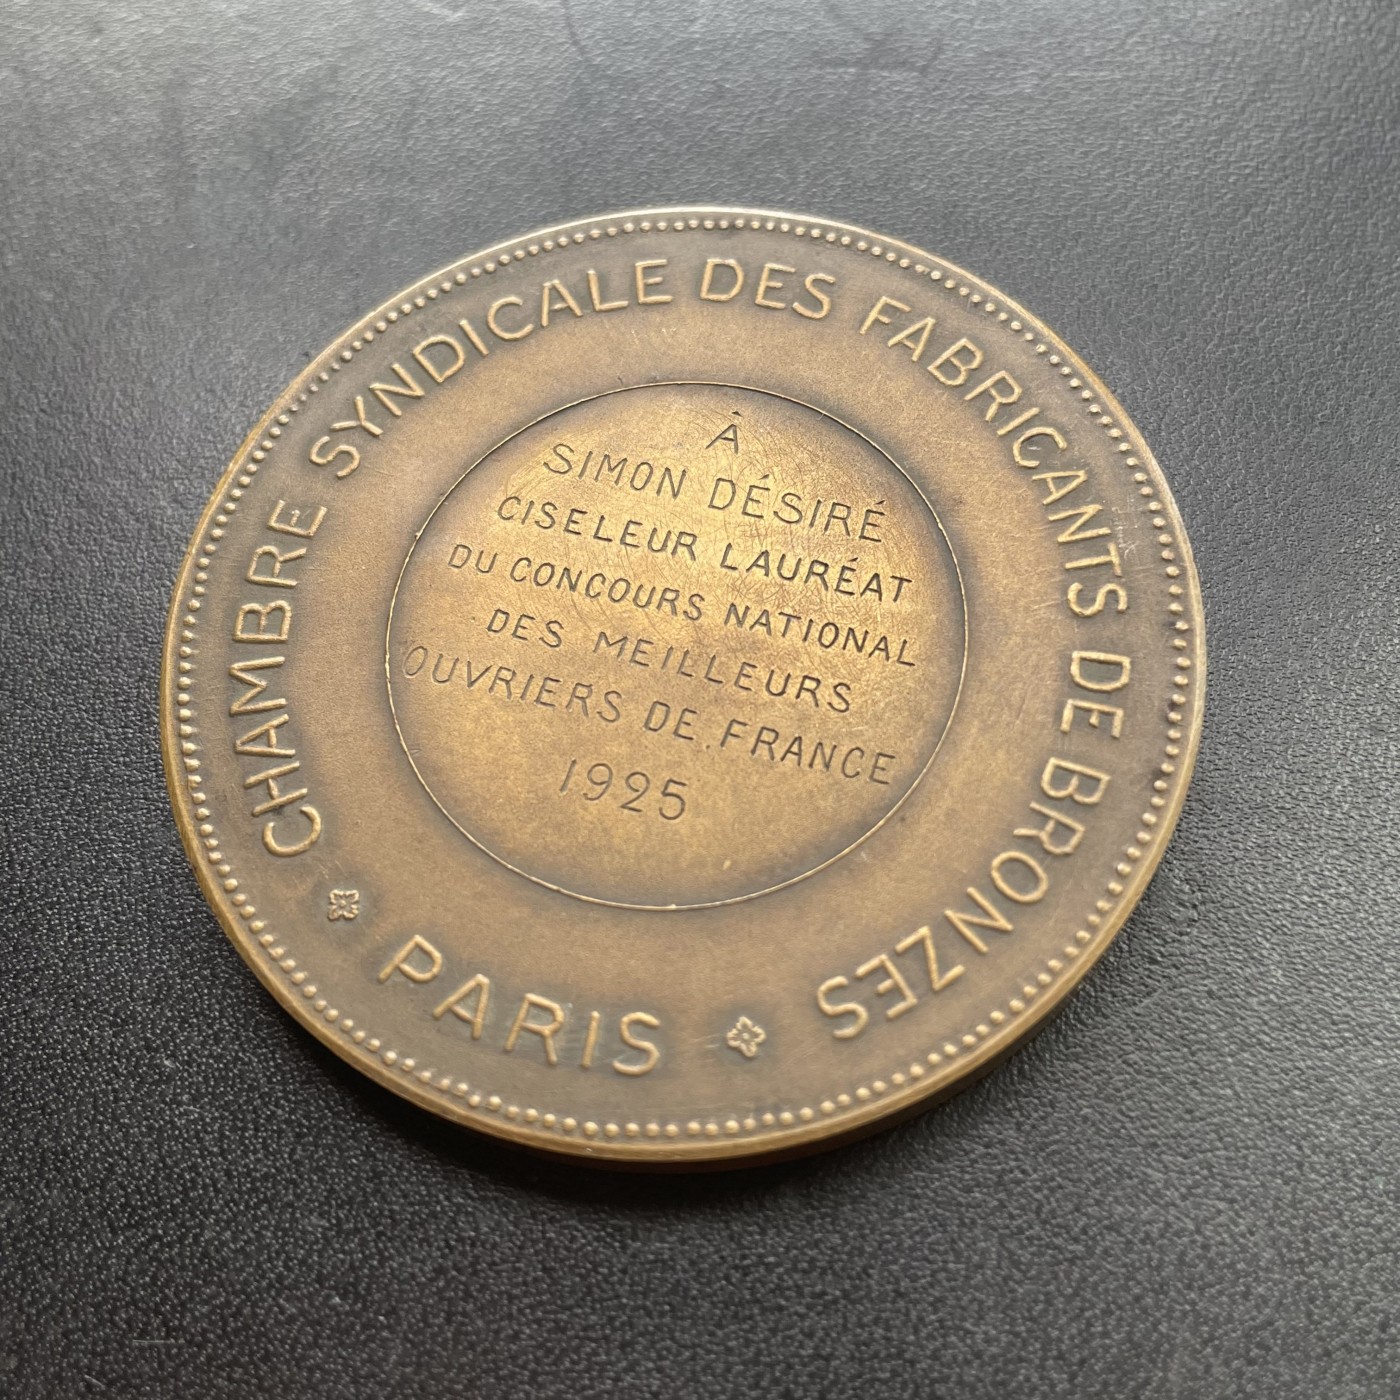 CHAMBRE SYNDICALE DES FABRICANTS DE BRONZES
PARIS
À
SIMON DÉSIRÉ
CISELEUR LAURÉAT
DU CONCOURS NATIONAL
DES MEILLEURS
OUVRIERS DE FRANCE
1925